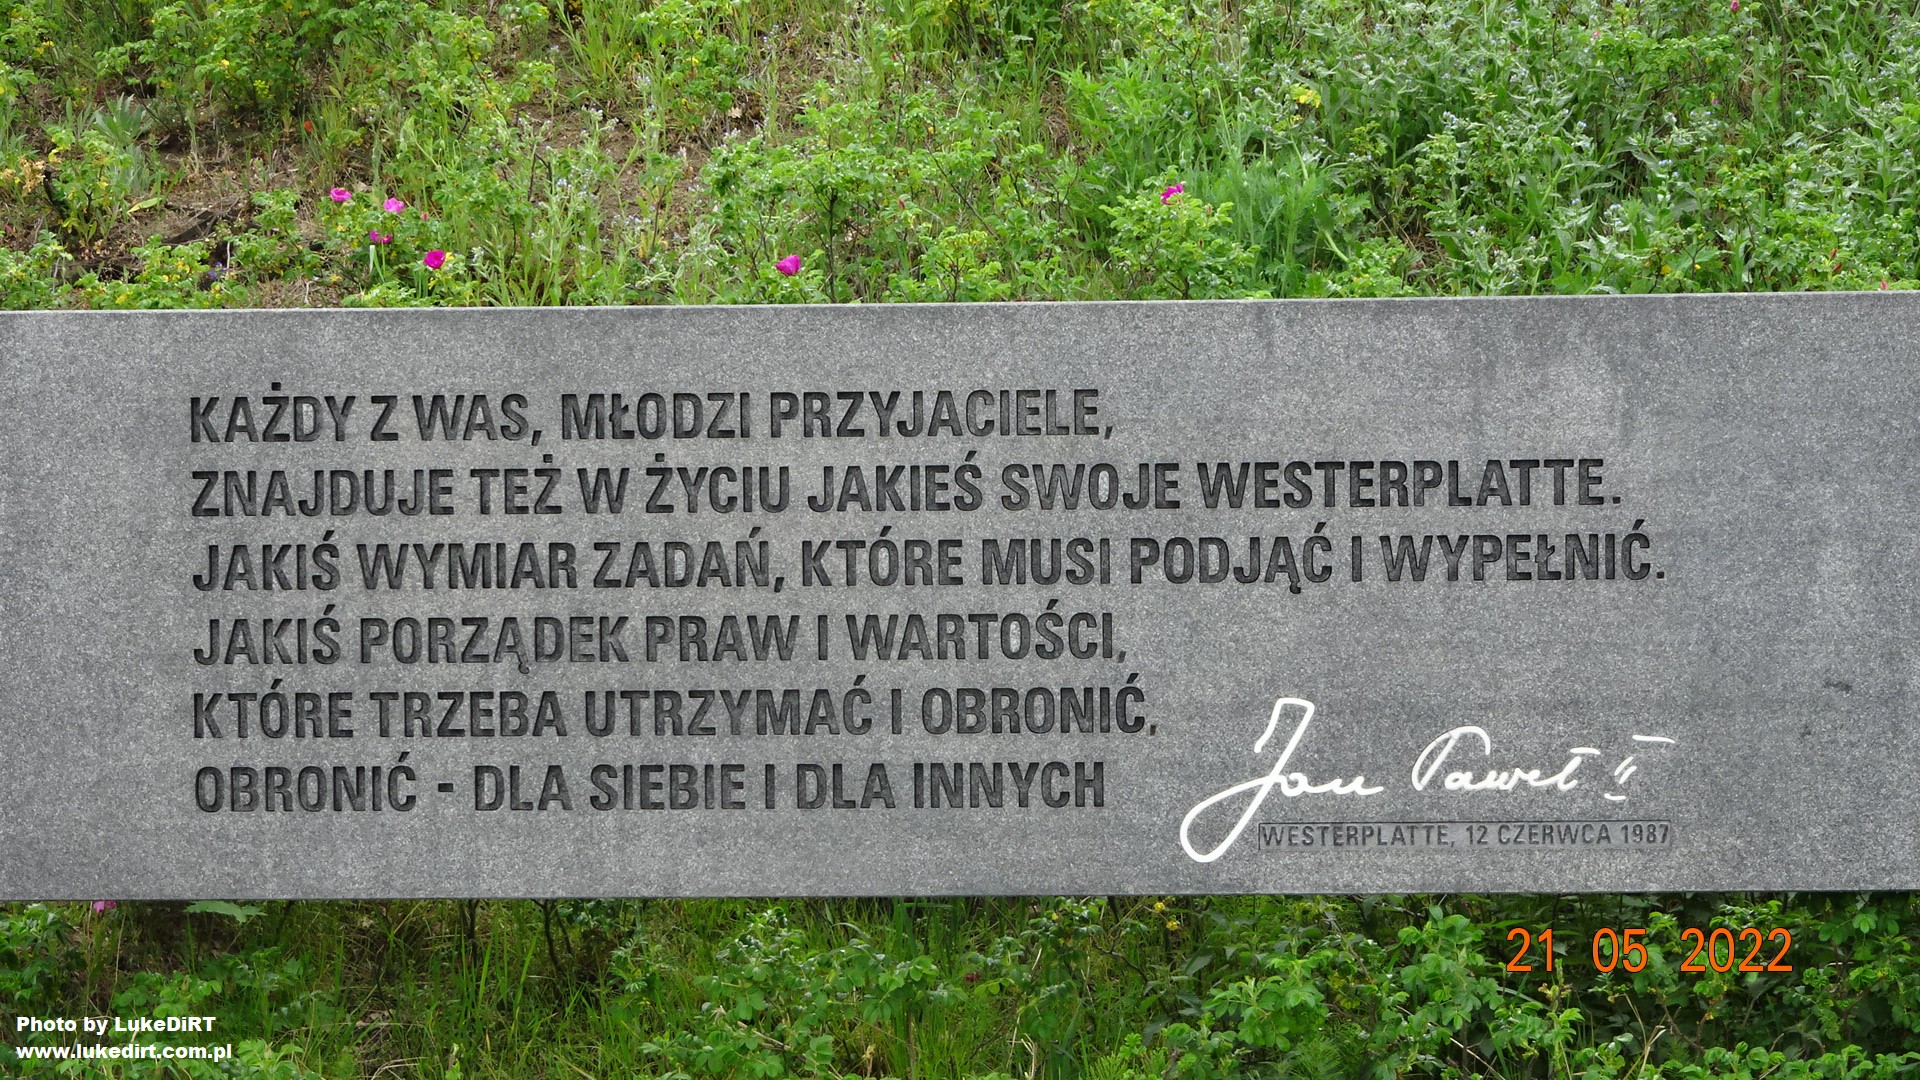 KAŻDY Z WAS, MŁODZI PRZYJACIELE,
ZNAJDUJE TEŻ W ŻYCIU JAKIEŚ SWOJE WESTERPLATTE.
JAKIŚ WYMIAR ZADAŃ, KTÓRE MUSI PODJĄĆ I WYPEŁNIĆ.
JAKIŚ PORZĄDEK PRAW I WARTOŚCI,
KTÓRE TRZEBA UTRZYMAĆ I OBRONIĆ,
OBRONIĆ - DLA SIEBIE I DLA INNYCH
Jan Paweł II
WESTERPLATTE, 12 CZERWCA 1987
21 05 2022
Photo by LukeDiRT
www.lukedirt.com.pl